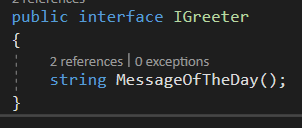 2 references
public interface IGreeter
{
2 references | 0 exceptions
string MessageOfTheDay();
}